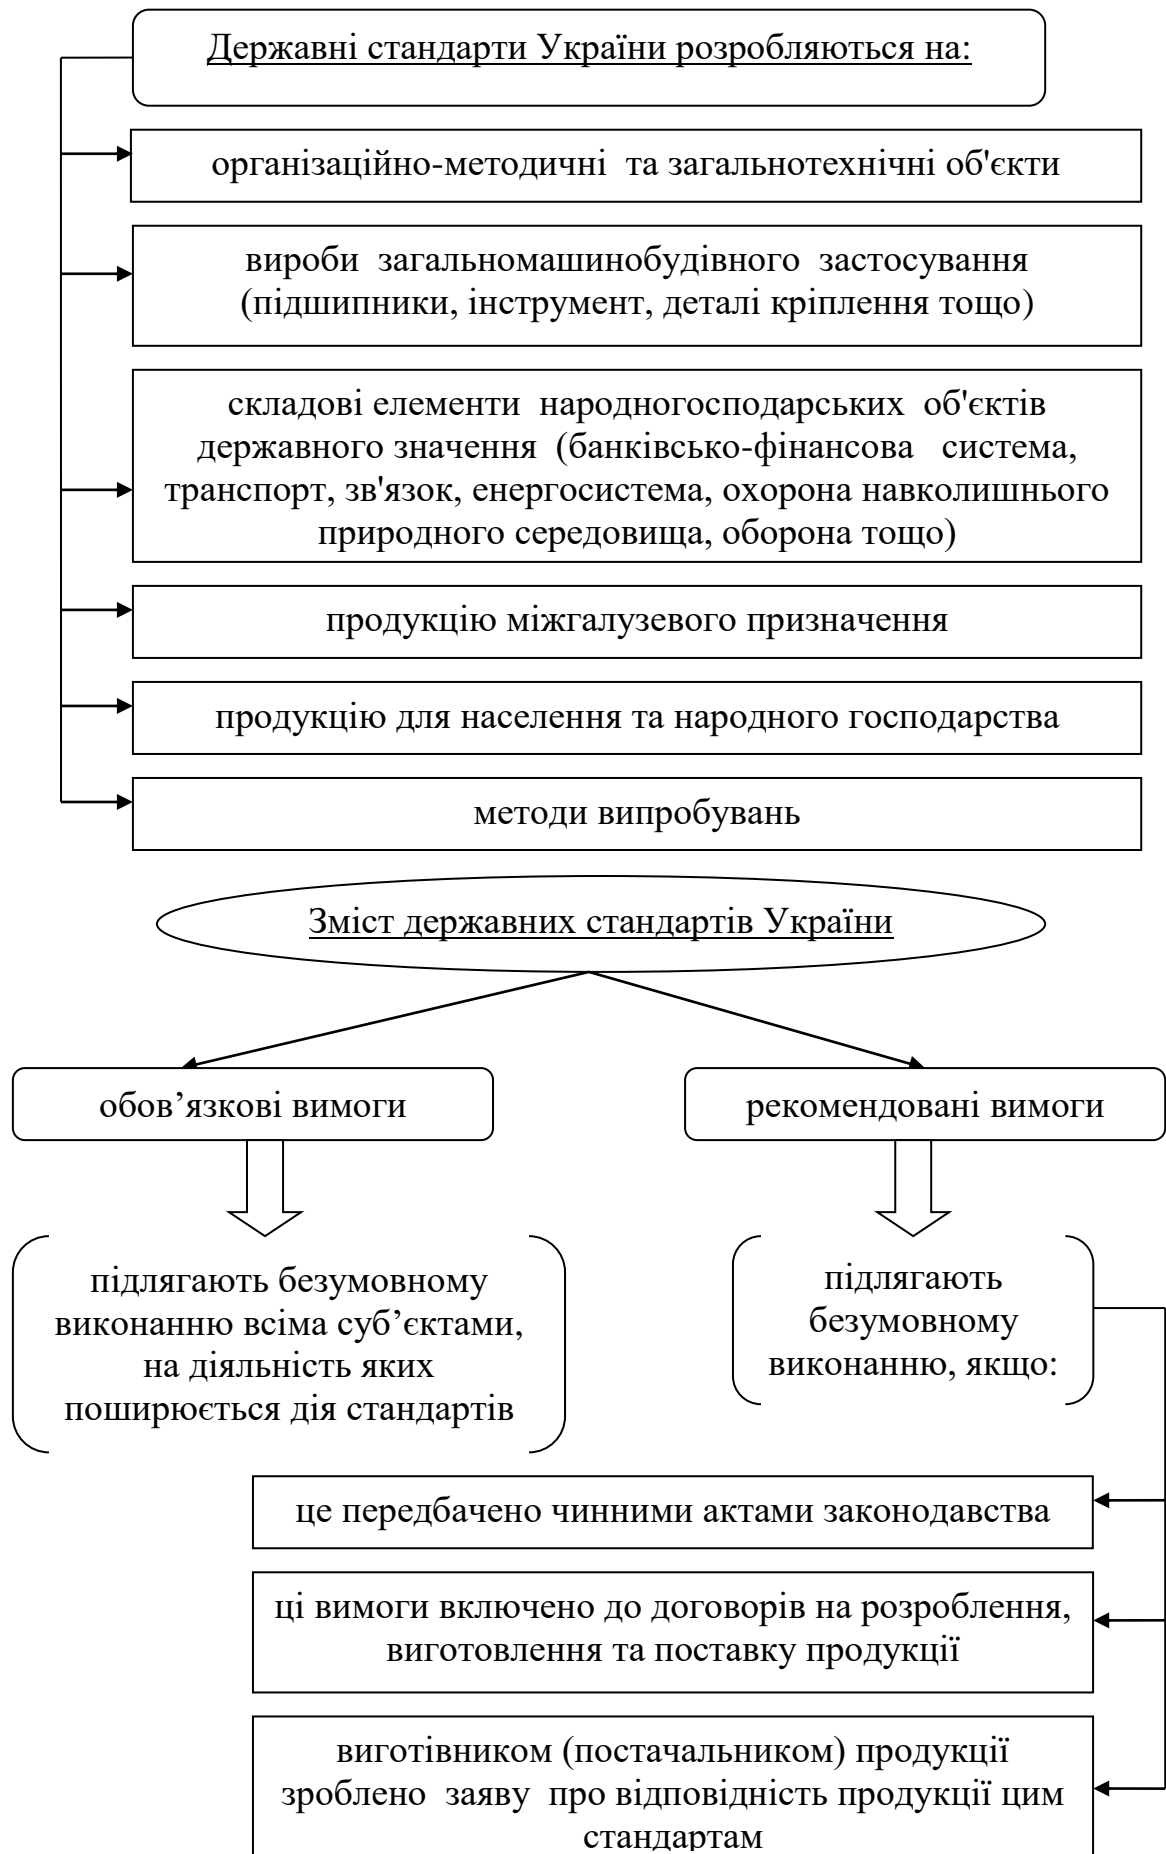 Державні стандарти України розробляються на:
організаційно-методичні та загальнотехнічні об'єкти
вироби загальномашинобудівного застосування
(підшипники, інструмент, деталі кріплення тощо)
складові елементи народногосподарських об'єктів
державного значення (банківсько-фінансова система,
транспорт, зв'язок, енергосистема, охорона навколишнього
природного середовища, оборона тощо)
продукцію міжгалузевого призначення
продукцію для населення та народного господарства
методи випробувань
Зміст державних стандартів України
обов’язкові вимоги
рекомендовані вимоги
підлягають безумовному
виконанню всіма суб’єктами,
на діяльність яких
поширюється дія стандартів
підлягають
безумовному
виконанню, якщо:
це передбачено чинними актами законодавства
ці вимоги включено до договорів на розроблення,
виготовлення та поставку продукції
виготівником (постачальником) продукції
зроблено заяву про відповідність продукції цим
стандартам